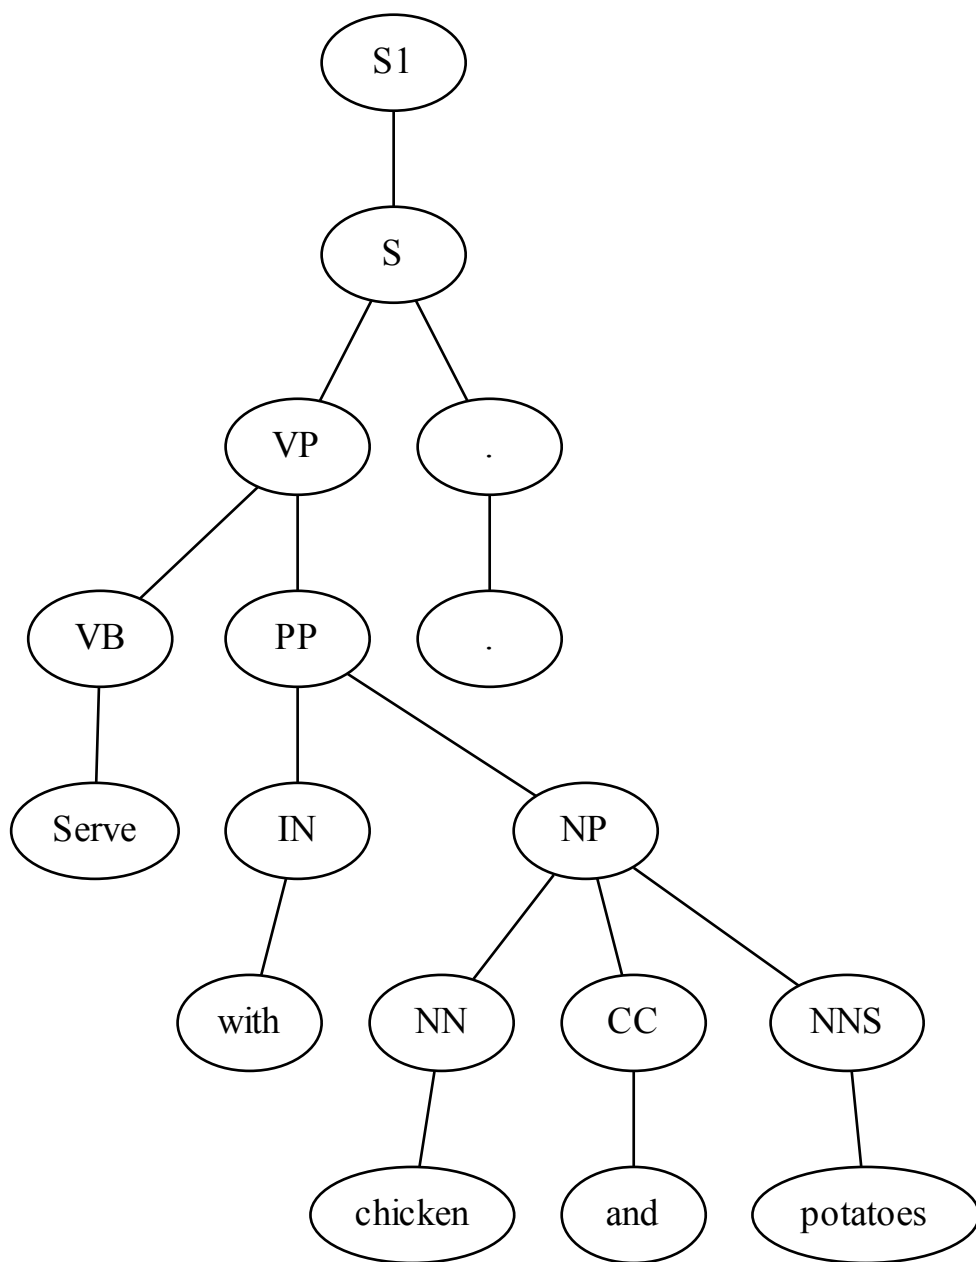 S1
S
VP .
VB PP .
Serve IN NP
with NN CC NNS
chicken and potatoes